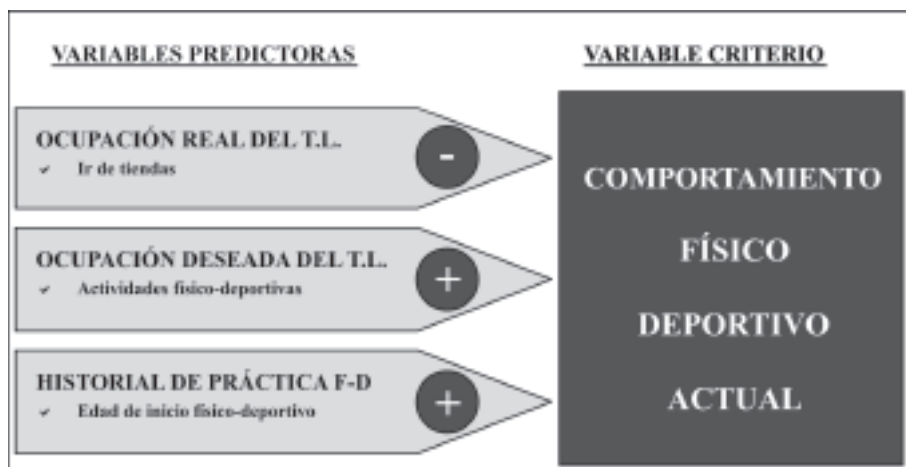 VARIABLES PREDICTORAS
VARIABLE CRITERIO
OCUPACIÓN REAL DEL T.L.
✓ Ir de tiendas
-
OCUPACIÓN DESEADA DEL T.L.
✓ Actividades físico-deportivas
+
HISTORIAL DE PRÁCTICA F-D
✓ Edad de inicio físico-deportivo
+
COMPORTAMIENTO
FÍSICO
DEPORTIVO
ACTUAL